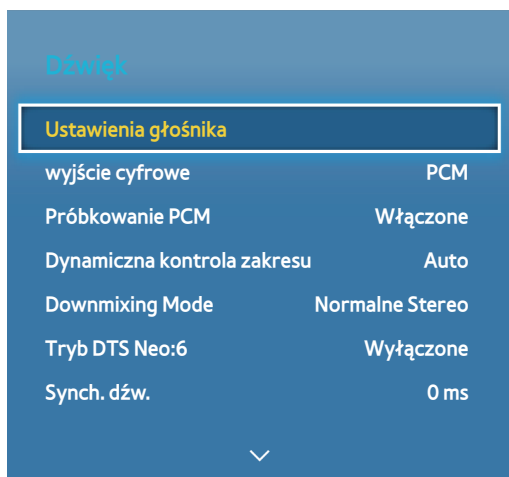 Dźwięk
Ustawienia głośnika
wyjście cyfrowe PCM
Próbkowanie PCM Włączone
Dynamiczna kontrola zakresu Auto
Downmixing Mode Normalne Stereo
Tryb DTS Neo:6 Wyłączone
Synch. dźw. 0 ms